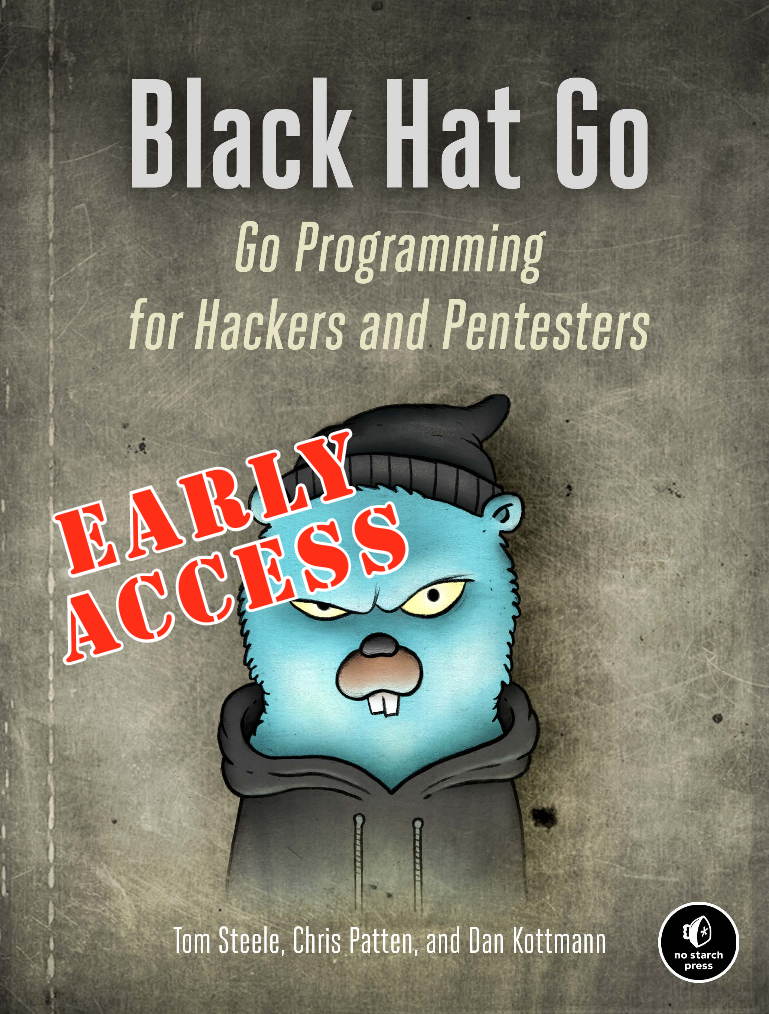 Black Hat Go
Go Programming
for Hackers and Pentesters
EARLY
ACCESS
Tom Steele, Chris Patten, and Dan Kottmann
no starch
press